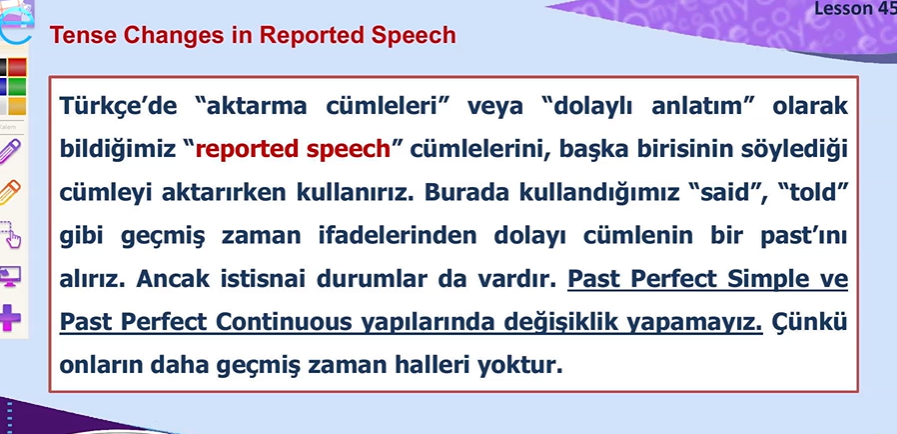 Lesson 45
Tense Changes in Reported Speech
Türkçe’de “aktarma cümleleri” veya “dolaylı anlatım” olarak
bildiğimiz “reported speech” cümlelerini, başka birisinin söylediği
cümleyi aktarırken kullanırız. Burada kullandığımız “said”, “told”
gibi geçmiş zaman ifadelerinden dolayı cümlenin bir past’ını
alırız. Ancak istisnai durumlar da vardır. Past Perfect Simple ve
Past Perfect Continuous yapılarında değişiklik yapamayız. Çünkü
onların daha geçmiş zaman halleri yoktur.